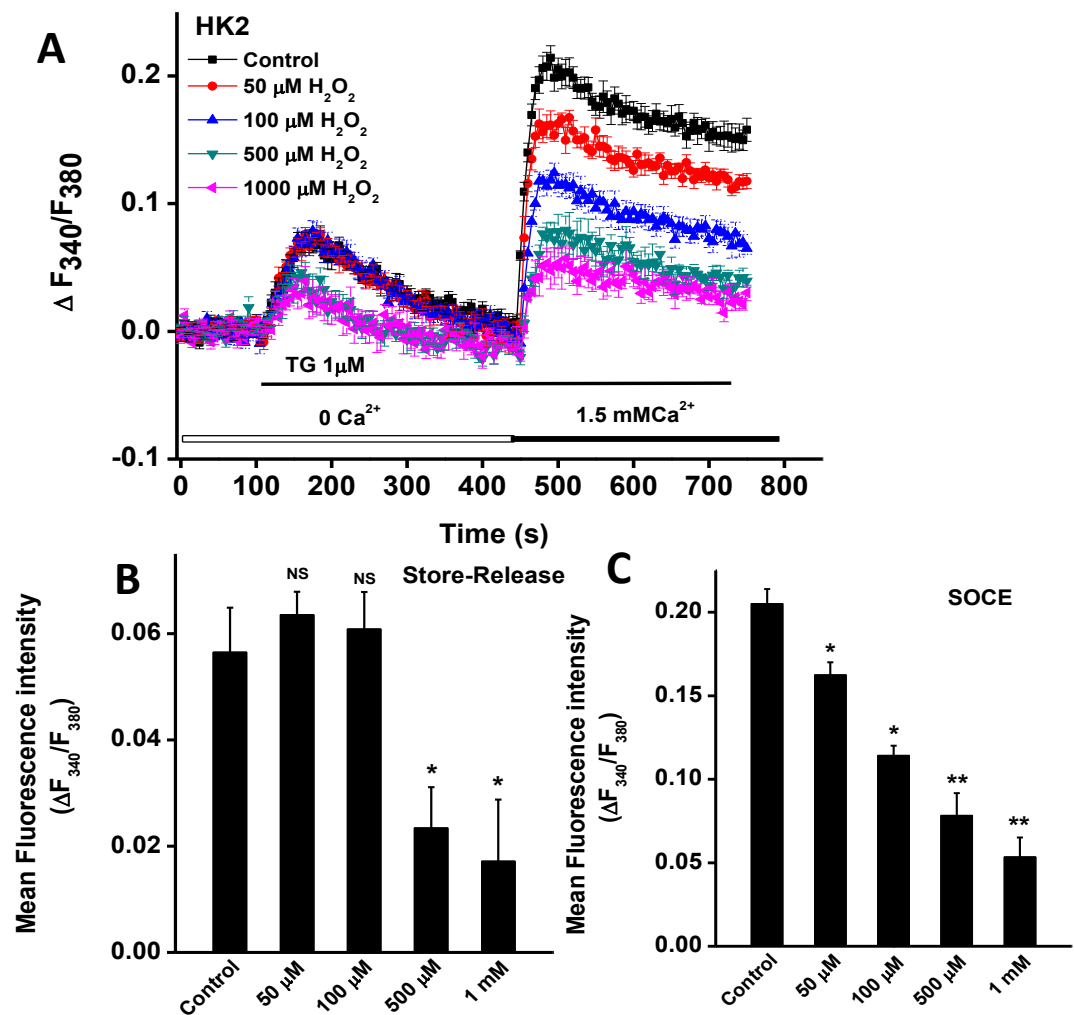 A
HK2
Control
50 μM H₂O₂
100 μM H₂O₂
500 μM H₂O₂
1000 μM H₂O₂
Δ F₃₄₀/F₃₈₀
0.2
0.1
0.0
-0.1
TG 1μM
0 Ca²⁺
1.5 mMCa²⁺
0 100 200 300 400 500 600 700 800
Time (s)
B
Store-Release
Mean Fluorescence intensity
(ΔF₃₄₀/F₃₈₀)
0.06
0.04
0.02
0.00
NS
NS
*
*
Control
50 μM
100 μM
500 μM
1 mM
C
SOCE
Mean Fluorescence intensity
(ΔF₃₄₀/F₃₈₀)
0.20
0.15
0.10
0.05
0.00
*
*
**
**
Control
50 μM
100 μM
500 μM
1 mM